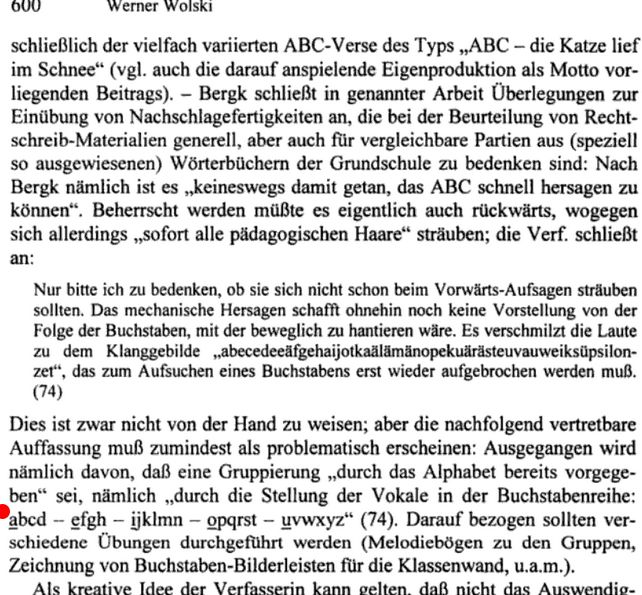 600 Werner Wolski
schließlich der vielfach variierten ABC-Verse des Typs „ABC – die Katze lief
im Schnee“ (vgl. auch die darauf anspielende Eigenproduktion als Motto vor-
liegenden Beitrags). – Bergk schließt in genannter Arbeit Überlegungen zur
Einübung von Nachschlagefertigkeiten an, die bei der Beurteilung von Recht-
schreib-Materialien generell, aber auch für vergleichbare Partien aus (speziell
so ausgewiesenen) Wörterbüchern der Grundschule zu bedenken sind: Nach
Bergk nämlich ist es „keineswegs damit getan, das ABC schnell hersagen zu
können“. Beherrscht werden müßte es eigentlich auch rückwärts, wogegen
sich allerdings „sofort alle pädagogischen Haare“ sträuben; die Verf. schließt
an:
Nur bitte ich zu bedenken, ob sie sich nicht schon beim Vorwärts-Aufsagen sträuben
sollten. Das mechanische Hersagen schafft ohnehin noch keine Vorstellung von der
Folge der Buchstaben, mit der beweglich zu hantieren wäre. Es verschmilzt die Laute
zu dem Klanggebilde „abecedeeäfgehaijotkaälämänopekuärästeuvauweiksüpsilon-
zet“, das zum Aufsuchen eines Buchstabens erst wieder aufgebrochen werden muß.
(74)
Dies ist zwar nicht von der Hand zu weisen; aber die nachfolgend vertretbare
Auffassung muß zumindest als problematisch erscheinen: Ausgegangen wird
nämlich davon, daß eine Gruppierung „durch das Alphabet bereits vorgege-
ben“ sei, nämlich „durch die Stellung der Vokale in der Buchstabenreihe:
abcd – efgh – ijklmn – opqrst – uvwxyz“ (74). Darauf bezogen sollten ver-
schiedene Übungen durchgeführt werden (Melodiebögen zu den Gruppen,
Zeichnung von Buchstaben-Bilderleisten für die Klassenwand, u.a.m.).
Als kreative Idee der Verfasserin kann gelten, daß nicht das Auswendig-